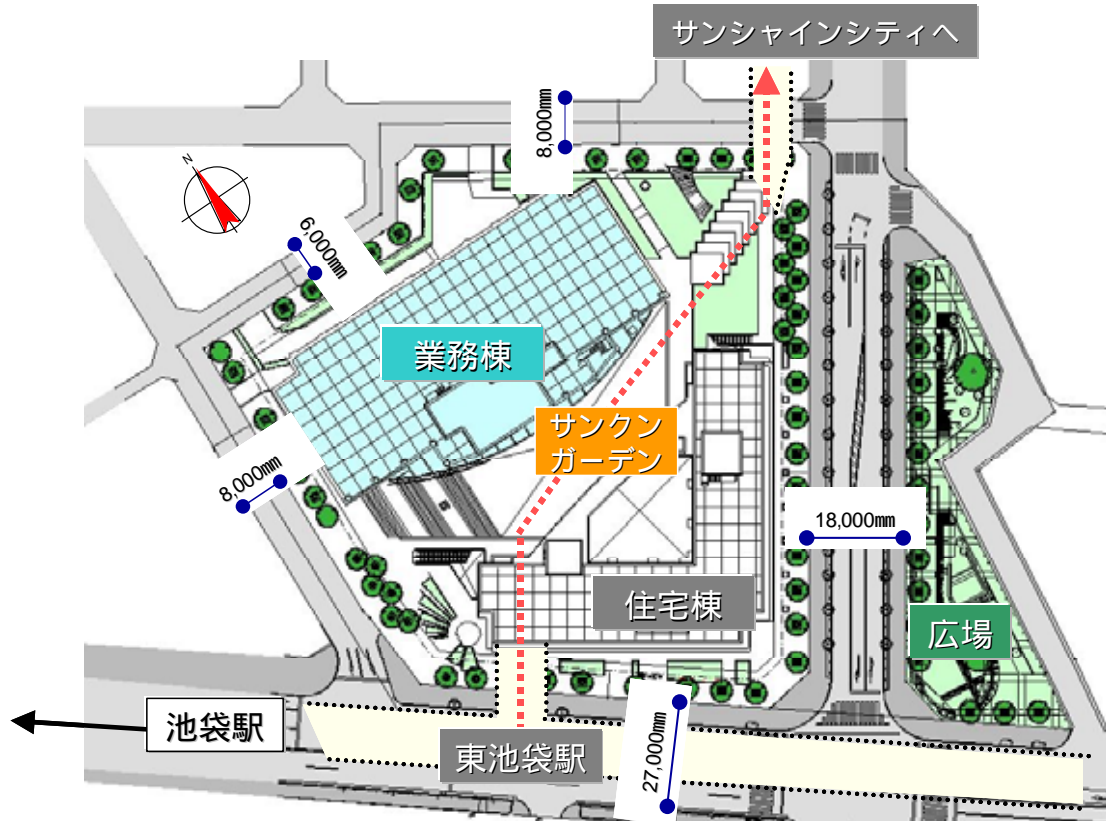 サンシャインシティへ
8,000mm
N
6,000mm
業務棟
サンクン
ガーデン
8,000mm
18,000mm
住宅棟
広場
池袋駅
東池袋駅
27,000mm